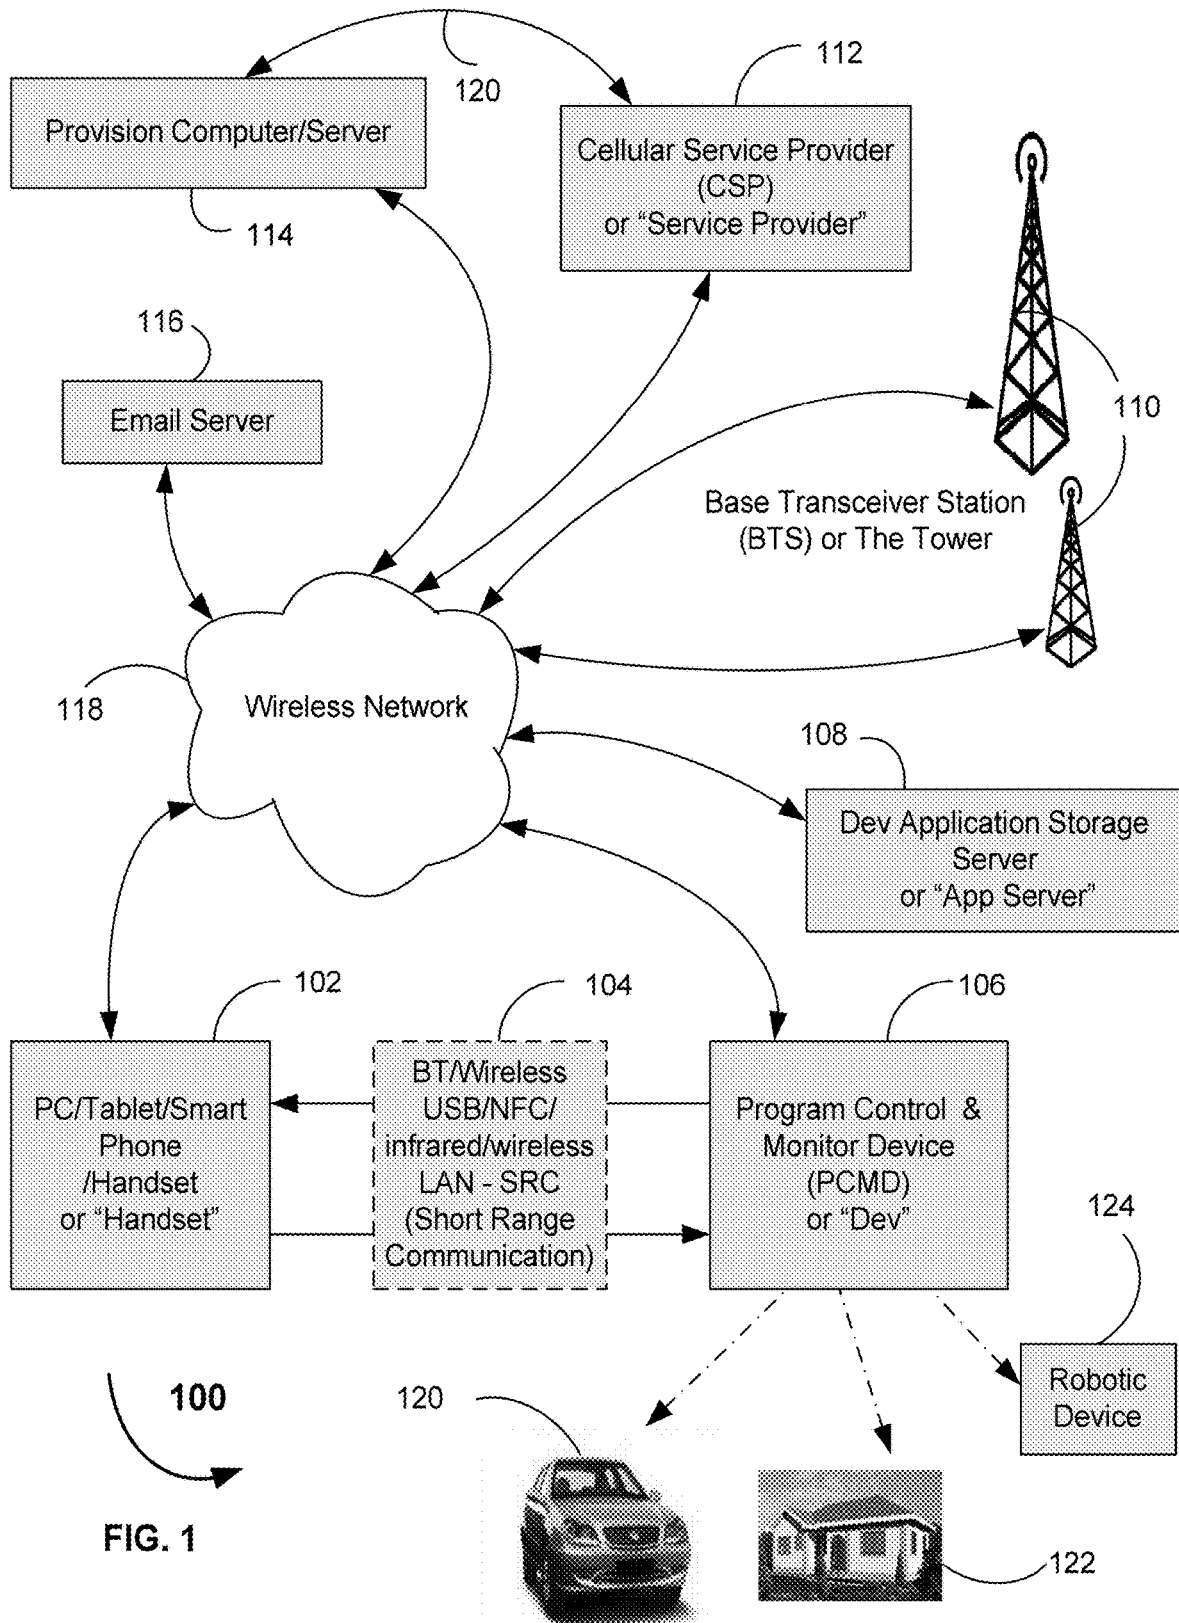 120
112
Provision Computer/Server
Cellular Service Provider
(CSP)
or “Service Provider”
114
116
Email Server
110
Base Transceiver Station
(BTS) or The Tower
118
Wireless Network
108
Dev Application Storage
Server
or “App Server”
102
104
106
PC/Tablet/Smart
Phone
/Handset
or “Handset”
BT/Wireless
USB/NFC/
infrared/wireless
LAN - SRC
(Short Range
Communication)
Program Control &
Monitor Device
(PCMD)
or “Dev”
124
Robotic
Device
100
120
FIG. 1
122